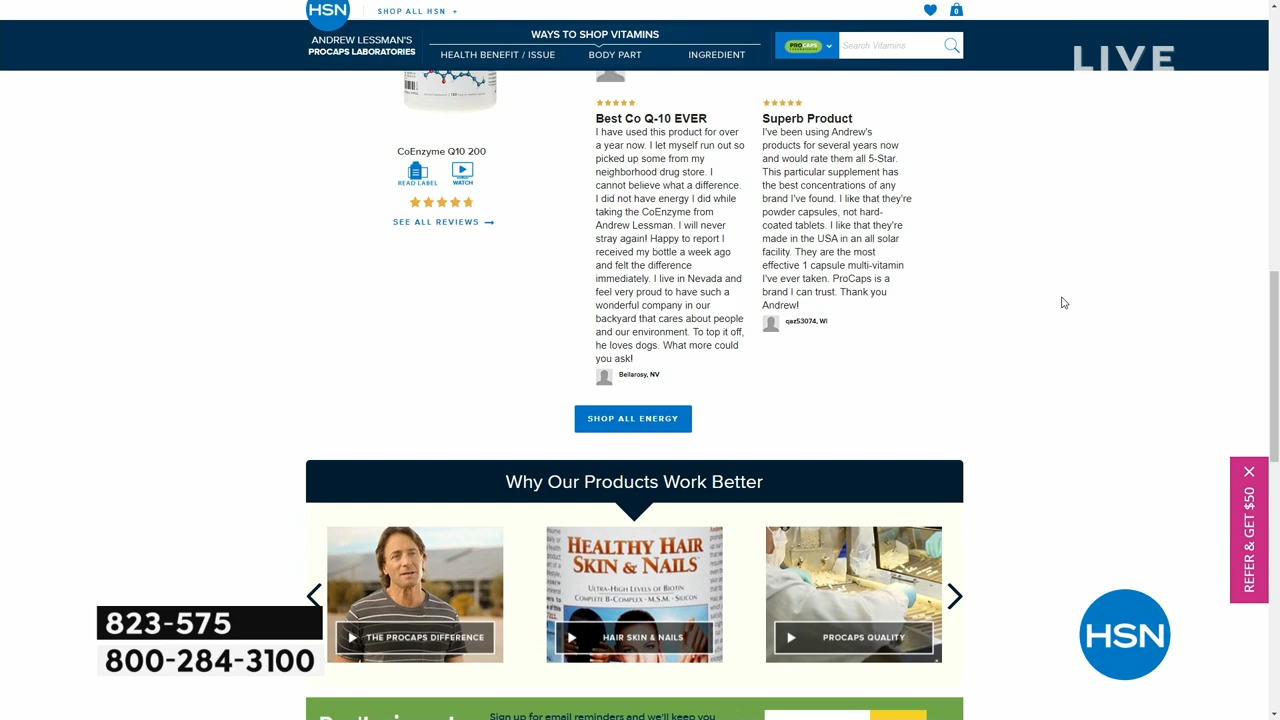 HSN
SHOP ALL HSN +
0
ANDREW LESSMAN'S
PROCAPS LABORATORIES
WAYS TO SHOP VITAMINS
HEALTH BENEFIT / ISSUE
BODY PART
INGREDIENT
PROCAPS
Search Vitamins
LIVE
CoEnzyme Q10 200
READ LABEL
WATCH
SEE ALL REVIEWS
Best Co Q-10 EVER
I have used this product for over
a year now. I let myself run out so
picked up some from my
neighborhood drug store. I
cannot believe what a difference.
I did not have energy I did while
taking the CoEnzyme from
Andrew Lessman. I will never
stray again! Happy to report I
received my bottle a week ago
and felt the difference
immediately. I live in Nevada and
feel very proud to have such a
wonderful company in our
backyard that cares about people
and our environment. To top it off,
he loves dogs. What more could
you ask!
Bellarosy, NV
Superb Product
I've been using Andrew's
products for several years now
and would rate them all 5-Star.
This particular supplement has
the best concentrations of any
brand I've found. I like that they're
powder capsules, not hard-
coated tablets. I like that they're
made in the USA in an all solar
facility. They are the most
effective 1 capsule multi-vitamin
I've ever taken. ProCaps is a
brand I can trust. Thank you
Andrew!
qaz53074, WI
SHOP ALL ENERGY
Why Our Products Work Better
THE PROCAPS DIFFERENCE
HEALTHY HAIR
SKIN & NAILS
ULTRA-HIGH LEVELS OF BIOTIN
COMPLETE B-COMPLEX • M.S.M. • SILICON
HAIR SKIN & NAILS
PROCAPS QUALITY
REFER & GET $50
823-575
800-284-3100
HSN
Sign up for email reminders and we'll keep you